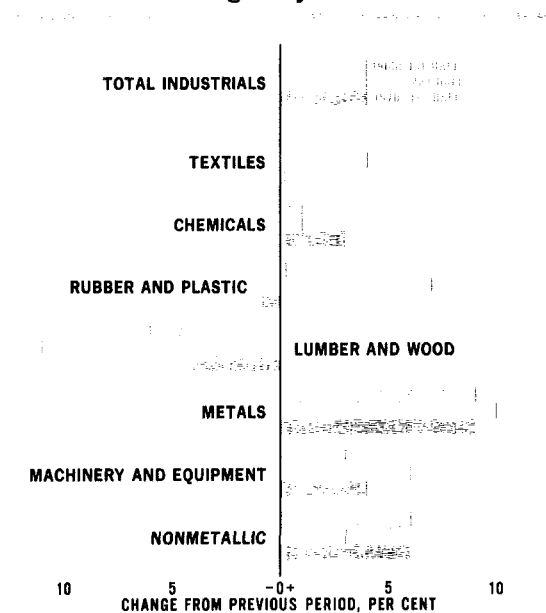 TOTAL INDUSTRIALS
TEXTILES
CHEMICALS
RUBBER AND PLASTIC
LUMBER AND WOOD
METALS
MACHINERY AND EQUIPMENT
NONMETALLIC
10 5 -0+ 5 10
CHANGE FROM PREVIOUS PERIOD, PER CENT